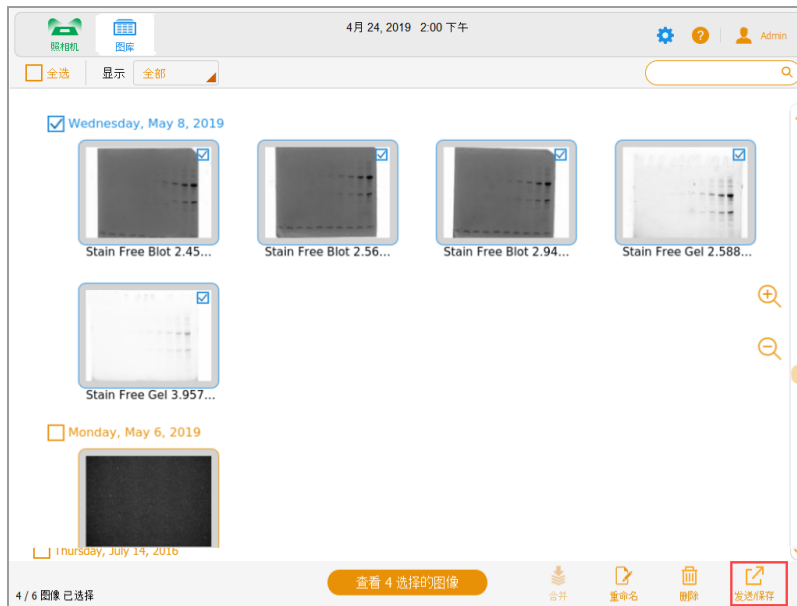 4月 24, 2019 2:00 下午
照相机
图库
?
Admin
全选
显示
全部
Wednesday, May 8, 2019
Stain Free Blot 2.45...
Stain Free Blot 2.56...
Stain Free Blot 2.94...
Stain Free Gel 2.588...
Stain Free Gel 3.957...
Monday, May 6, 2019
Thursday, July 14, 2016
4 / 6 图像 已选择
查看 4 选择的图像
合并
重命名
删除
发送/保存